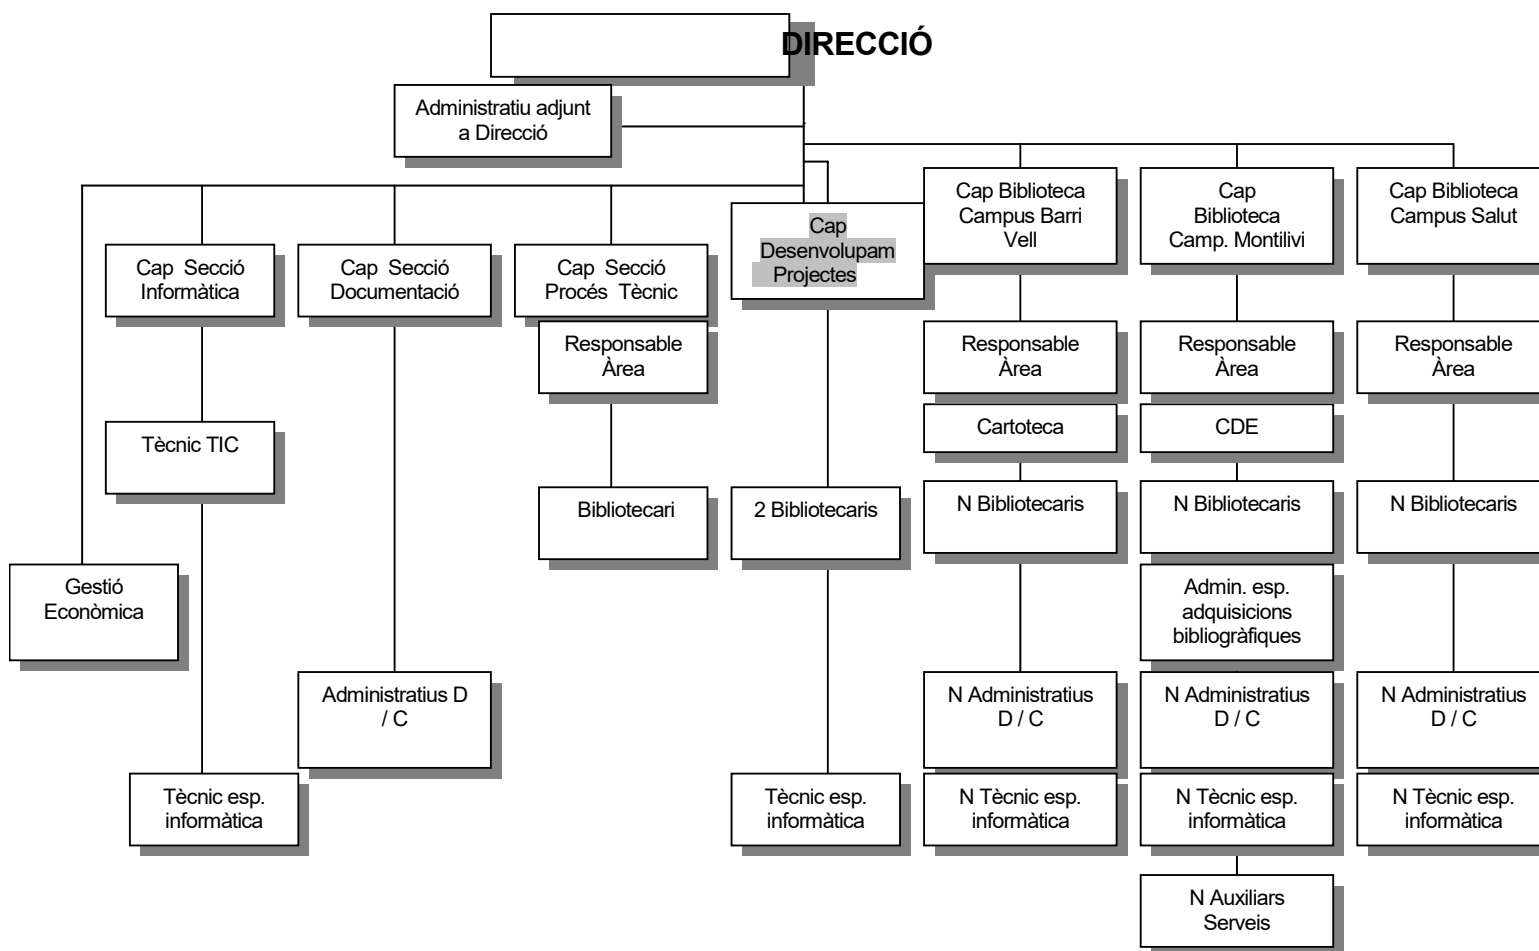 DIRECCIÓ
Administratiu adjunt
a Direcció
Cap Biblioteca
Campus Barri
Vell
Cap
Biblioteca
Camp. Montilivi
Cap Biblioteca
Campus Salut
Cap
Desenvolupam
Projectes
Cap Secció
Informàtica
Cap Secció
Documentació
Cap Secció
Procés Tècnic
Responsable
Àrea
Responsable
Àrea
Responsable
Àrea
Responsable
Àrea
Cartoteca
CDE
Tècnic TIC
Bibliotecari
2 Bibliotecaris
N Bibliotecaris
N Bibliotecaris
N Bibliotecaris
Gestió
Econòmica
Admin. esp.
adquisicions
bibliogràfiques
Administratius D
/ C
N Administratius
D / C
N Administratius
D / C
N Administratius
D / C
Tècnic esp.
informàtica
Tècnic esp.
informàtica
N Tècnic esp.
informàtica
N Tècnic esp.
informàtica
N Tècnic esp.
informàtica
N Auxiliars
Serveis